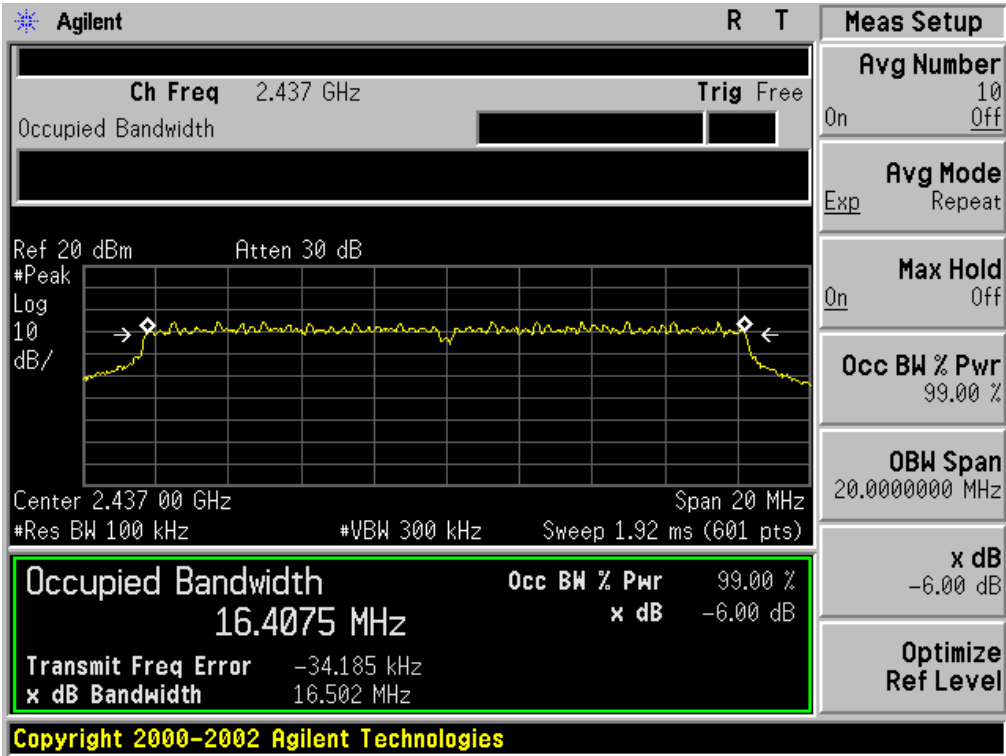 Agilent R T
Ch Freq 2.437 GHz Trig Free
Occupied Bandwidth
Ref 20 dBm Atten 30 dB
#Peak
Log
10
dB/
Center 2.437 00 GHz Span 20 MHz
#Res BW 100 kHz #VBW 300 kHz Sweep 1.92 ms (601 pts)
Occupied Bandwidth
16.4075 MHz
Occ BW % Pwr 99.00 %
x dB -6.00 dB
Transmit Freq Error -34.185 kHz
x dB Bandwidth 16.502 MHz
Copyright 2000-2002 Agilent Technologies
Meas Setup
Avg Number
10
On Off
Avg Mode
Exp Repeat
Max Hold
On Off
Occ BW % Pwr
99.00 %
OBW Span
20.0000000 MHz
x dB
-6.00 dB
Optimize
Ref Level